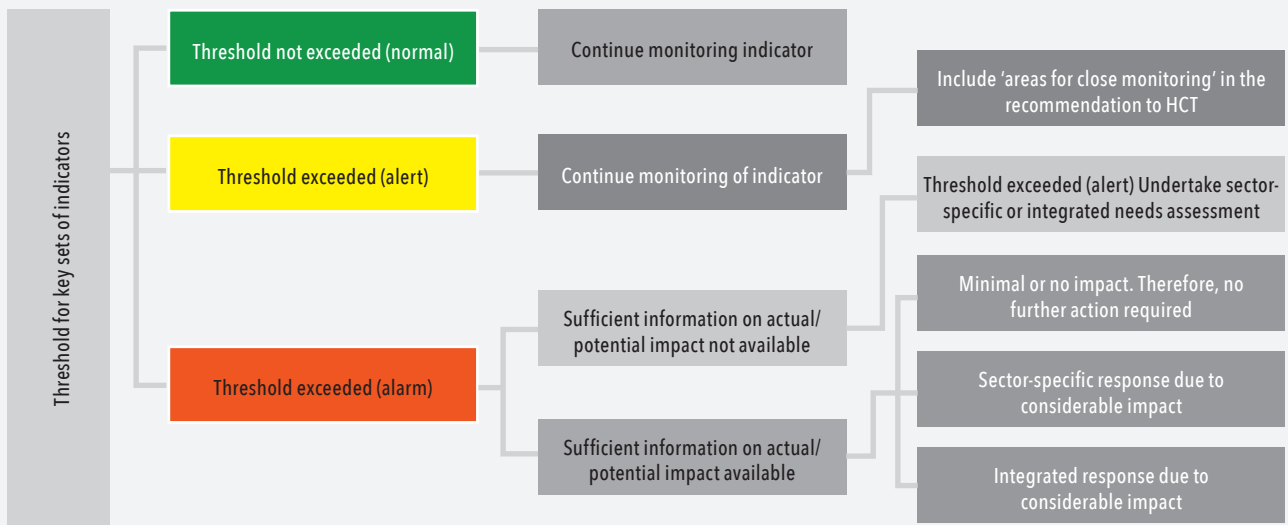 Threshold for key sets of indicators
Threshold not exceeded (normal)
Continue monitoring indicator
Threshold exceeded (alert)
Continue monitoring of indicator
Include ‘areas for close monitoring’ in the
recommendation to HCT
Threshold exceeded (alarm)
Sufficient information on actual/
potential impact not available
Threshold exceeded (alert) Undertake sector-
specific or integrated needs assessment
Sufficient information on actual/
potential impact available
Minimal or no impact. Therefore, no
further action required
Sector-specific response due to
considerable impact
Integrated response due to
considerable impact